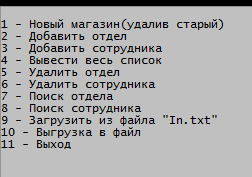 1 - Новый магазин(удалив старый)
2 - Добавить отдел
3 - Добавить сотрудника
4 - Вывести весь список
5 - Удалить отдел
6 - Удалить сотрудника
7 - Поиск отдела
8 - Поиск сотрудника
9 - Загрузить из файла "In.txt"
10 - Выгрузка в файл
11 - Выход